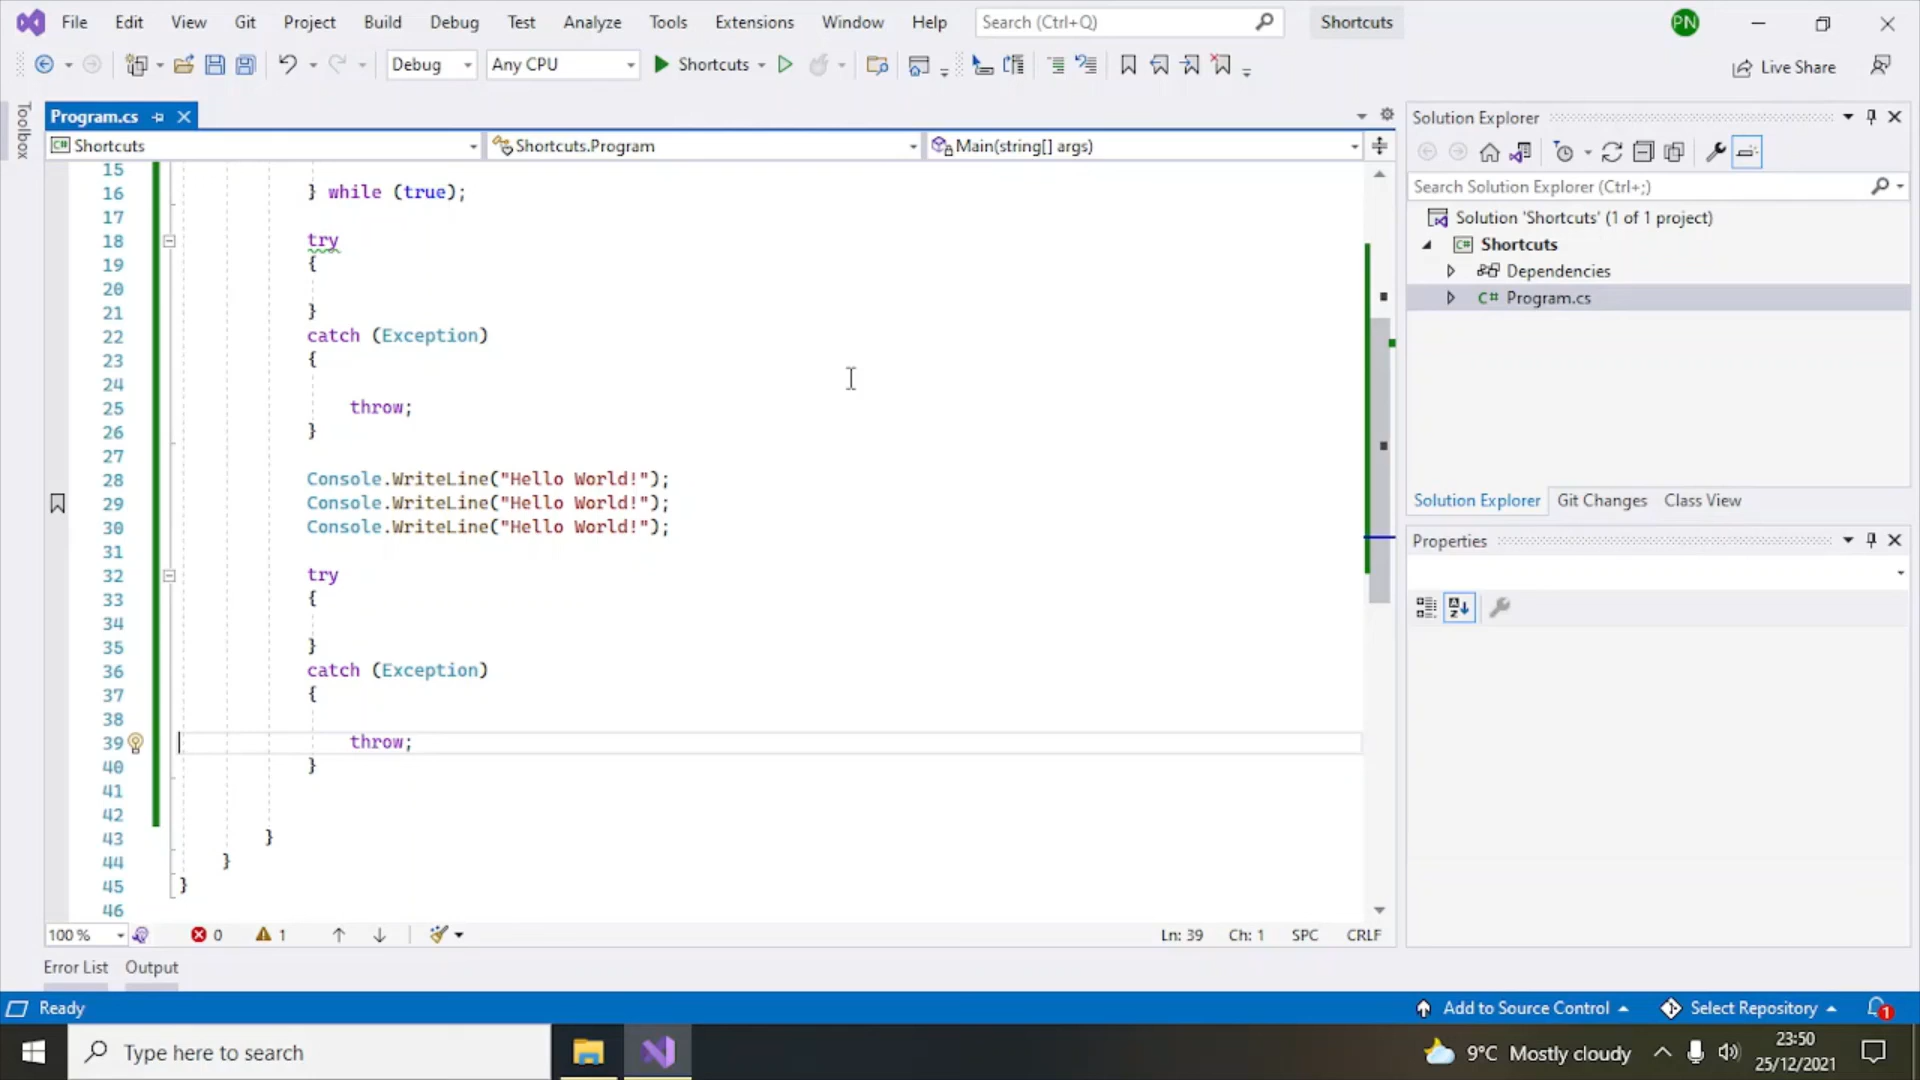 File Edit View Git Project Build Debug Test Analyze Tools Extensions Window Help Search (Ctrl+Q) Shortcuts PN
Debug Any CPU Shortcuts Live Share
Toolbox
Program.cs
Shortcuts Shortcuts.Program Main(string[] args)
15
16 } while (true);
17
18 try
19 {
20
21 }
22 catch (Exception)
23 {
24
25 throw;
26 }
27
28 Console.WriteLine("Hello World!");
29 Console.WriteLine("Hello World!");
30 Console.WriteLine("Hello World!");
31
32 try
33 {
34
35 }
36 catch (Exception)
37 {
38
39 throw;
40 }
41
42
43 }
44 }
45 }
46
100 % 0 1 Ln: 39 Ch: 1 SPC CRLF
Solution Explorer
Search Solution Explorer (Ctrl+;)
Solution 'Shortcuts' (1 of 1 project)
C# Shortcuts
Dependencies
C# Program.cs
Solution Explorer Git Changes Class View
Properties
Error List Output
Ready Add to Source Control Select Repository 1
Type here to search 9°C Mostly cloudy 23:50
25/12/2021